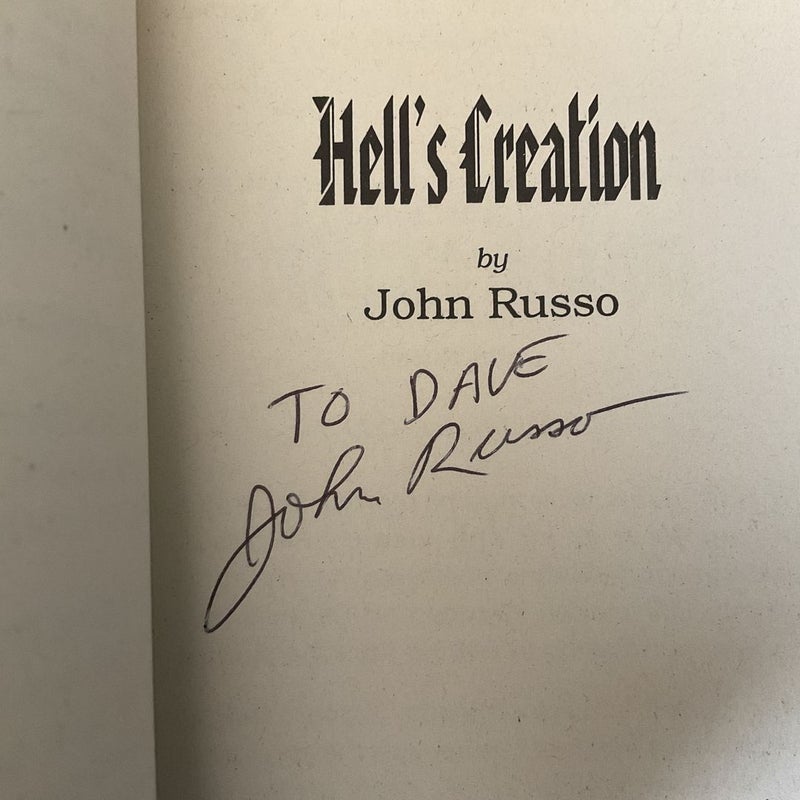 Hell's Creation
by
John Russo
TO DAVE
John Russo